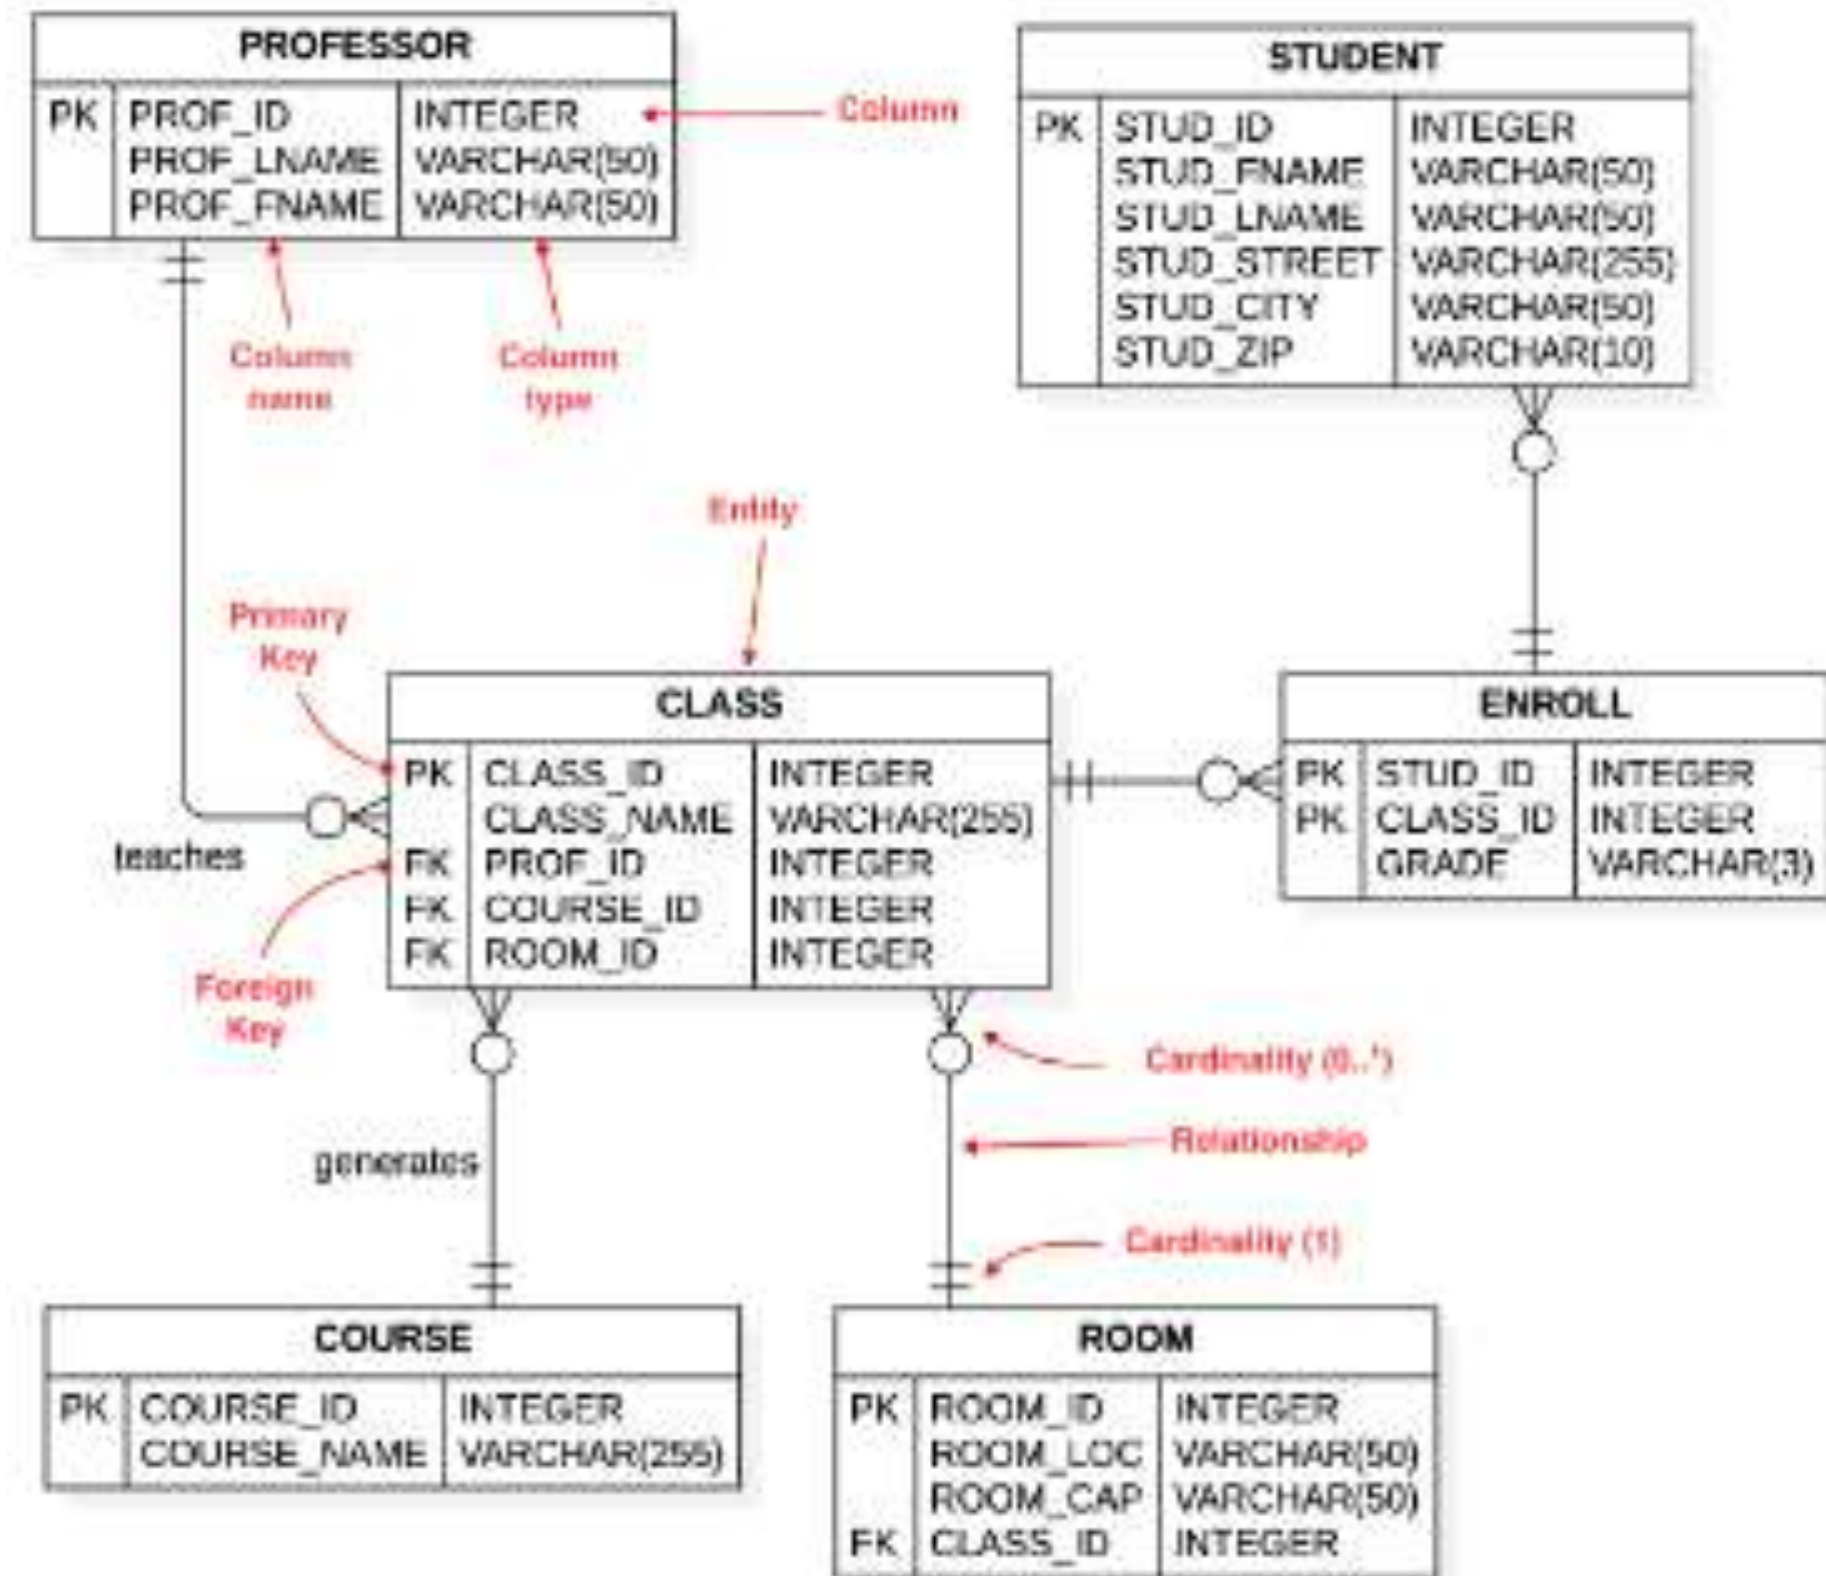 PROFESSOR
PK PROF_ID INTEGER
PROF_LNAME VARCHAR(50)
PROF_FNAME VARCHAR(50)
Column
Column name
Column type
STUDENT
PK STUD_ID INTEGER
STUD_FNAME VARCHAR(50)
STUD_LNAME VARCHAR(50)
STUD_STREET VARCHAR(255)
STUD_CITY VARCHAR(50)
STUD_ZIP VARCHAR(10)
Entity
Primary
Key
teaches
Foreign
Key
CLASS
PK CLASS_ID INTEGER
CLASS_NAME VARCHAR(255)
FK PROF_ID INTEGER
FK COURSE_ID INTEGER
FK ROOM_ID INTEGER
ENROLL
PK STUD_ID INTEGER
PK CLASS_ID INTEGER
GRADE VARCHAR(3)
Cardinality (0..*)
Relationship
generates
Cardinality (1)
COURSE
PK COURSE_ID INTEGER
COURSE_NAME VARCHAR(255)
ROOM
PK ROOM_ID INTEGER
ROOM_LOC VARCHAR(50)
ROOM_CAP VARCHAR(50)
FK CLASS_ID INTEGER